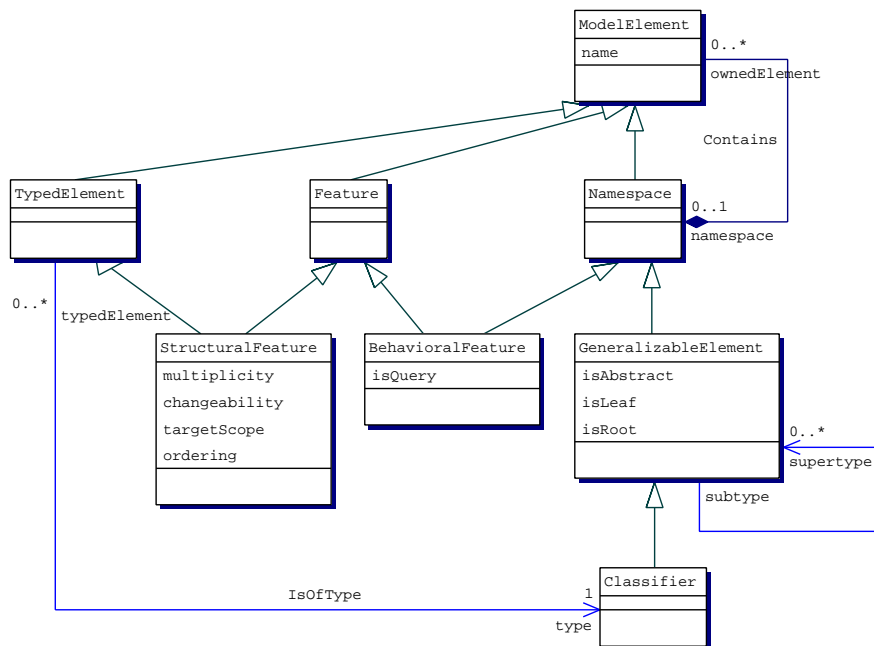 ModelElement
name
0..*
ownedElement
Contains
TypedElement
Feature
Namespace
0..1
namespace
0..*
typedElement
StructuralFeature
multiplicity
changeability
targetScope
ordering
BehavioralFeature
isQuery
GeneralizableElement
isAbstract
isLeaf
isRoot
0..*
supertype
subtype
Classifier
IsOfType
1
type